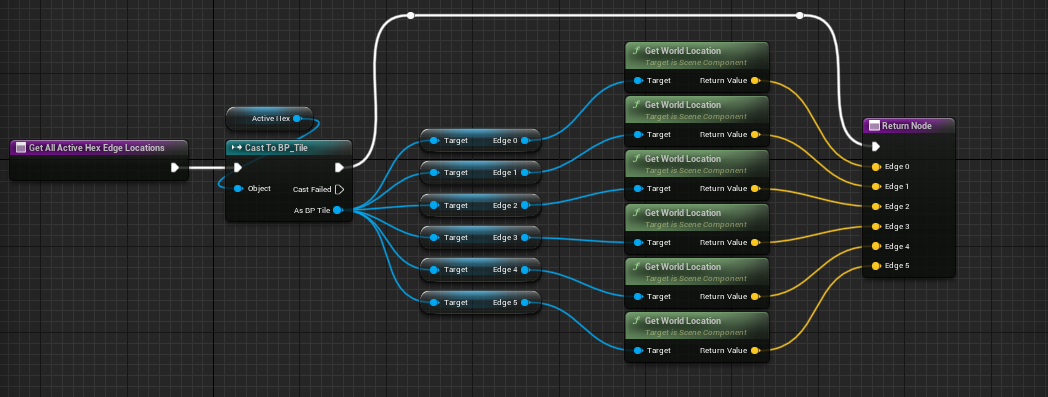 Get All Active Hex Edge Locations
Active Hex
Cast To BP_Tile
Object
Cast Failed
As BP Tile
Target Edge 0
Target Edge 1
Target Edge 2
Target Edge 3
Target Edge 4
Target Edge 5
Get World Location
Target is Scene Component
Target Return Value
Get World Location
Target is Scene Component
Target Return Value
Get World Location
Target is Scene Component
Target Return Value
Get World Location
Target is Scene Component
Target Return Value
Get World Location
Target is Scene Component
Target Return Value
Get World Location
Target is Scene Component
Target Return Value
Return Node
Edge 0
Edge 1
Edge 2
Edge 3
Edge 4
Edge 5